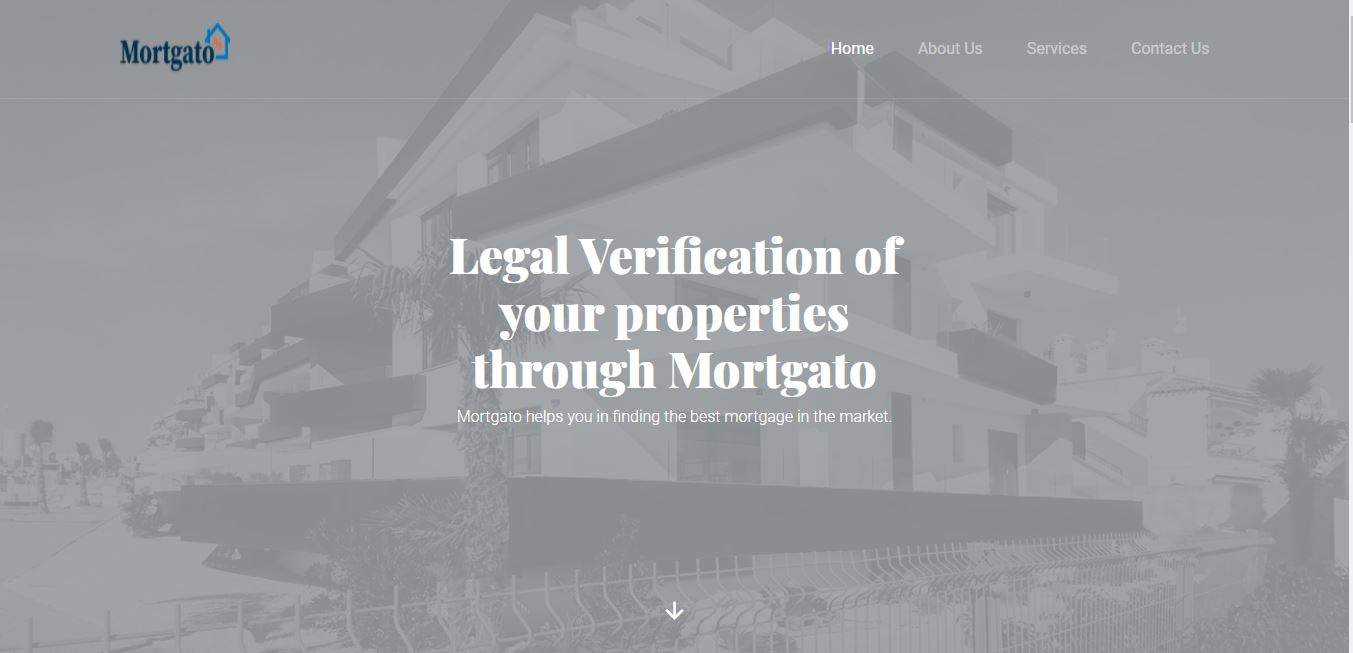 Mortgato
Home
About Us
Services
Contact Us
Legal Verification of
your properties
through Mortgato
Mortgato helps you in finding the best mortgage in the market.